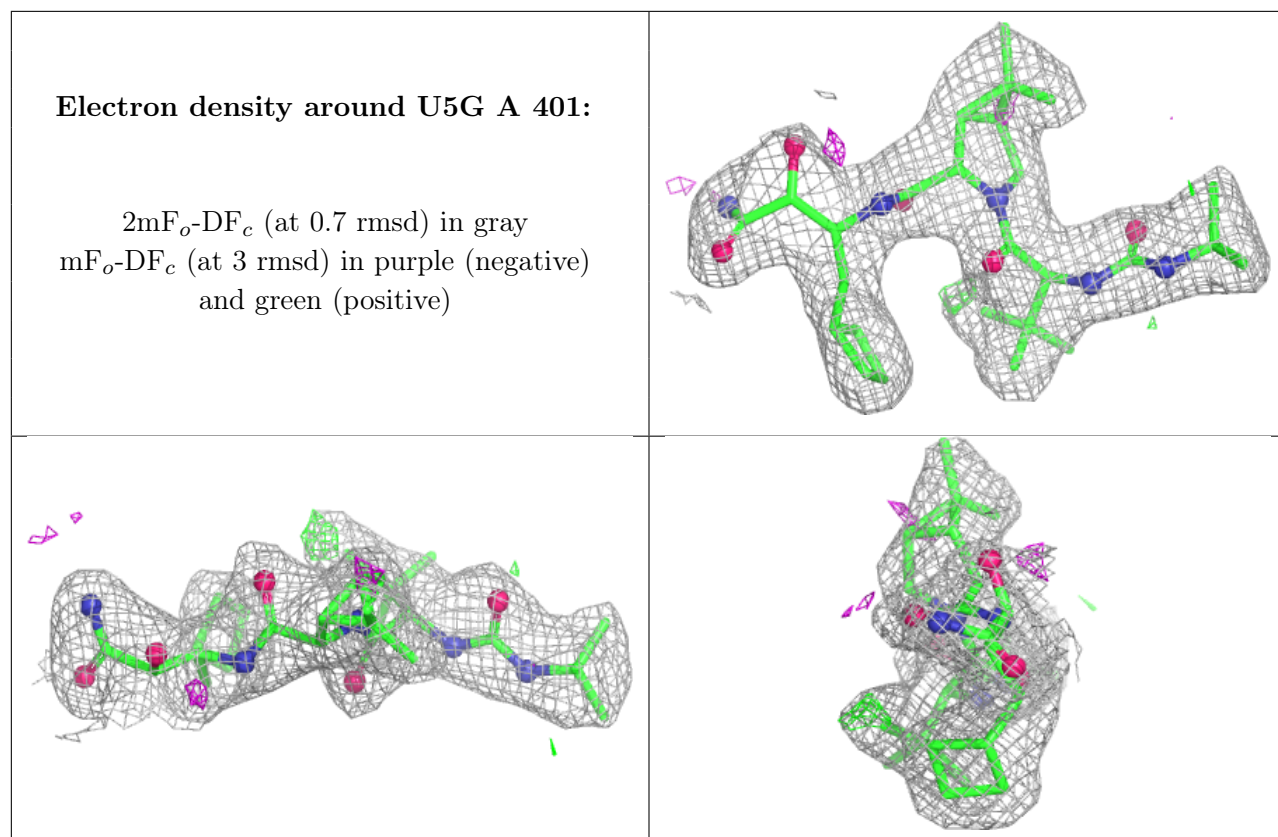 Electron density around U5G A 401:
2mFo-DFc (at 0.7 rmsd) in gray
mFo-DFc (at 3 rmsd) in purple (negative)
and green (positive)